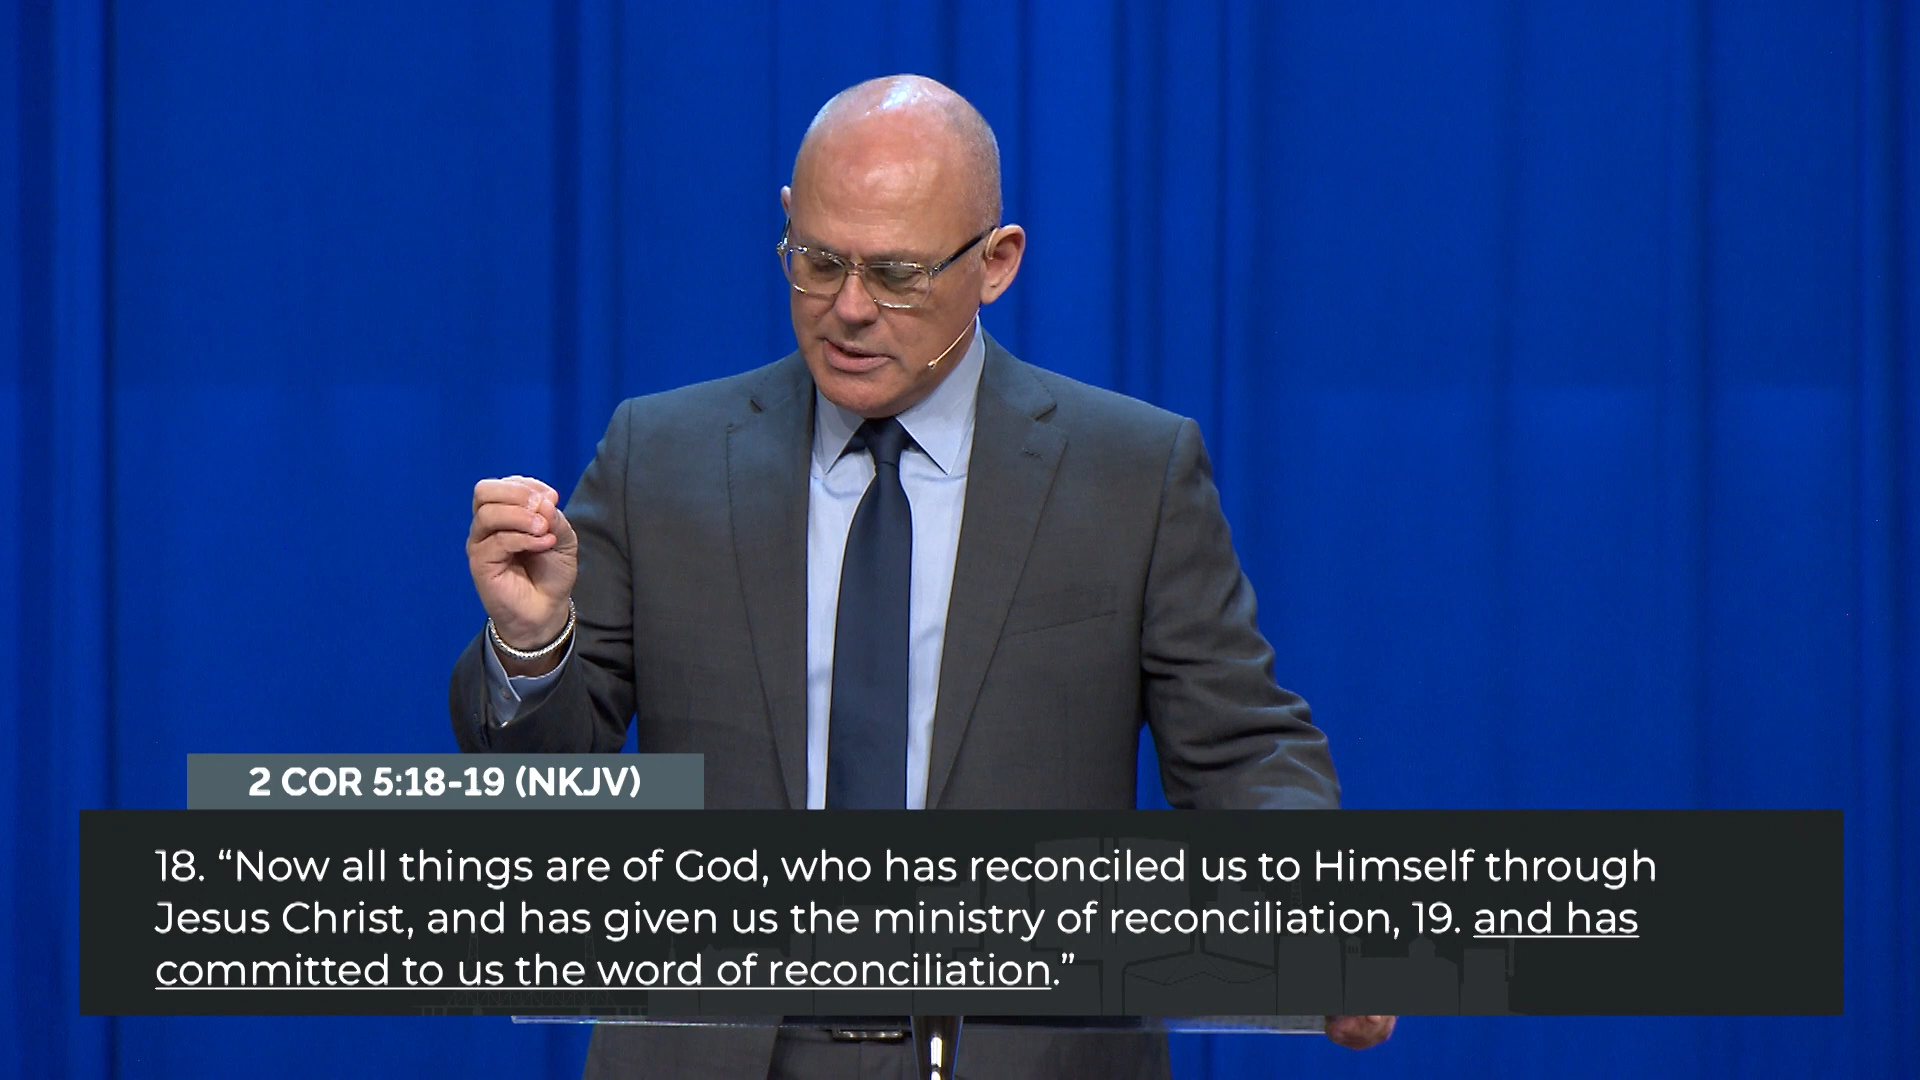 2 COR 5:18-19 (NKJV)
18. “Now all things are of God, who has reconciled us to Himself through
Jesus Christ, and has given us the ministry of reconciliation, 19. and has
committed to us the word of reconciliation.”